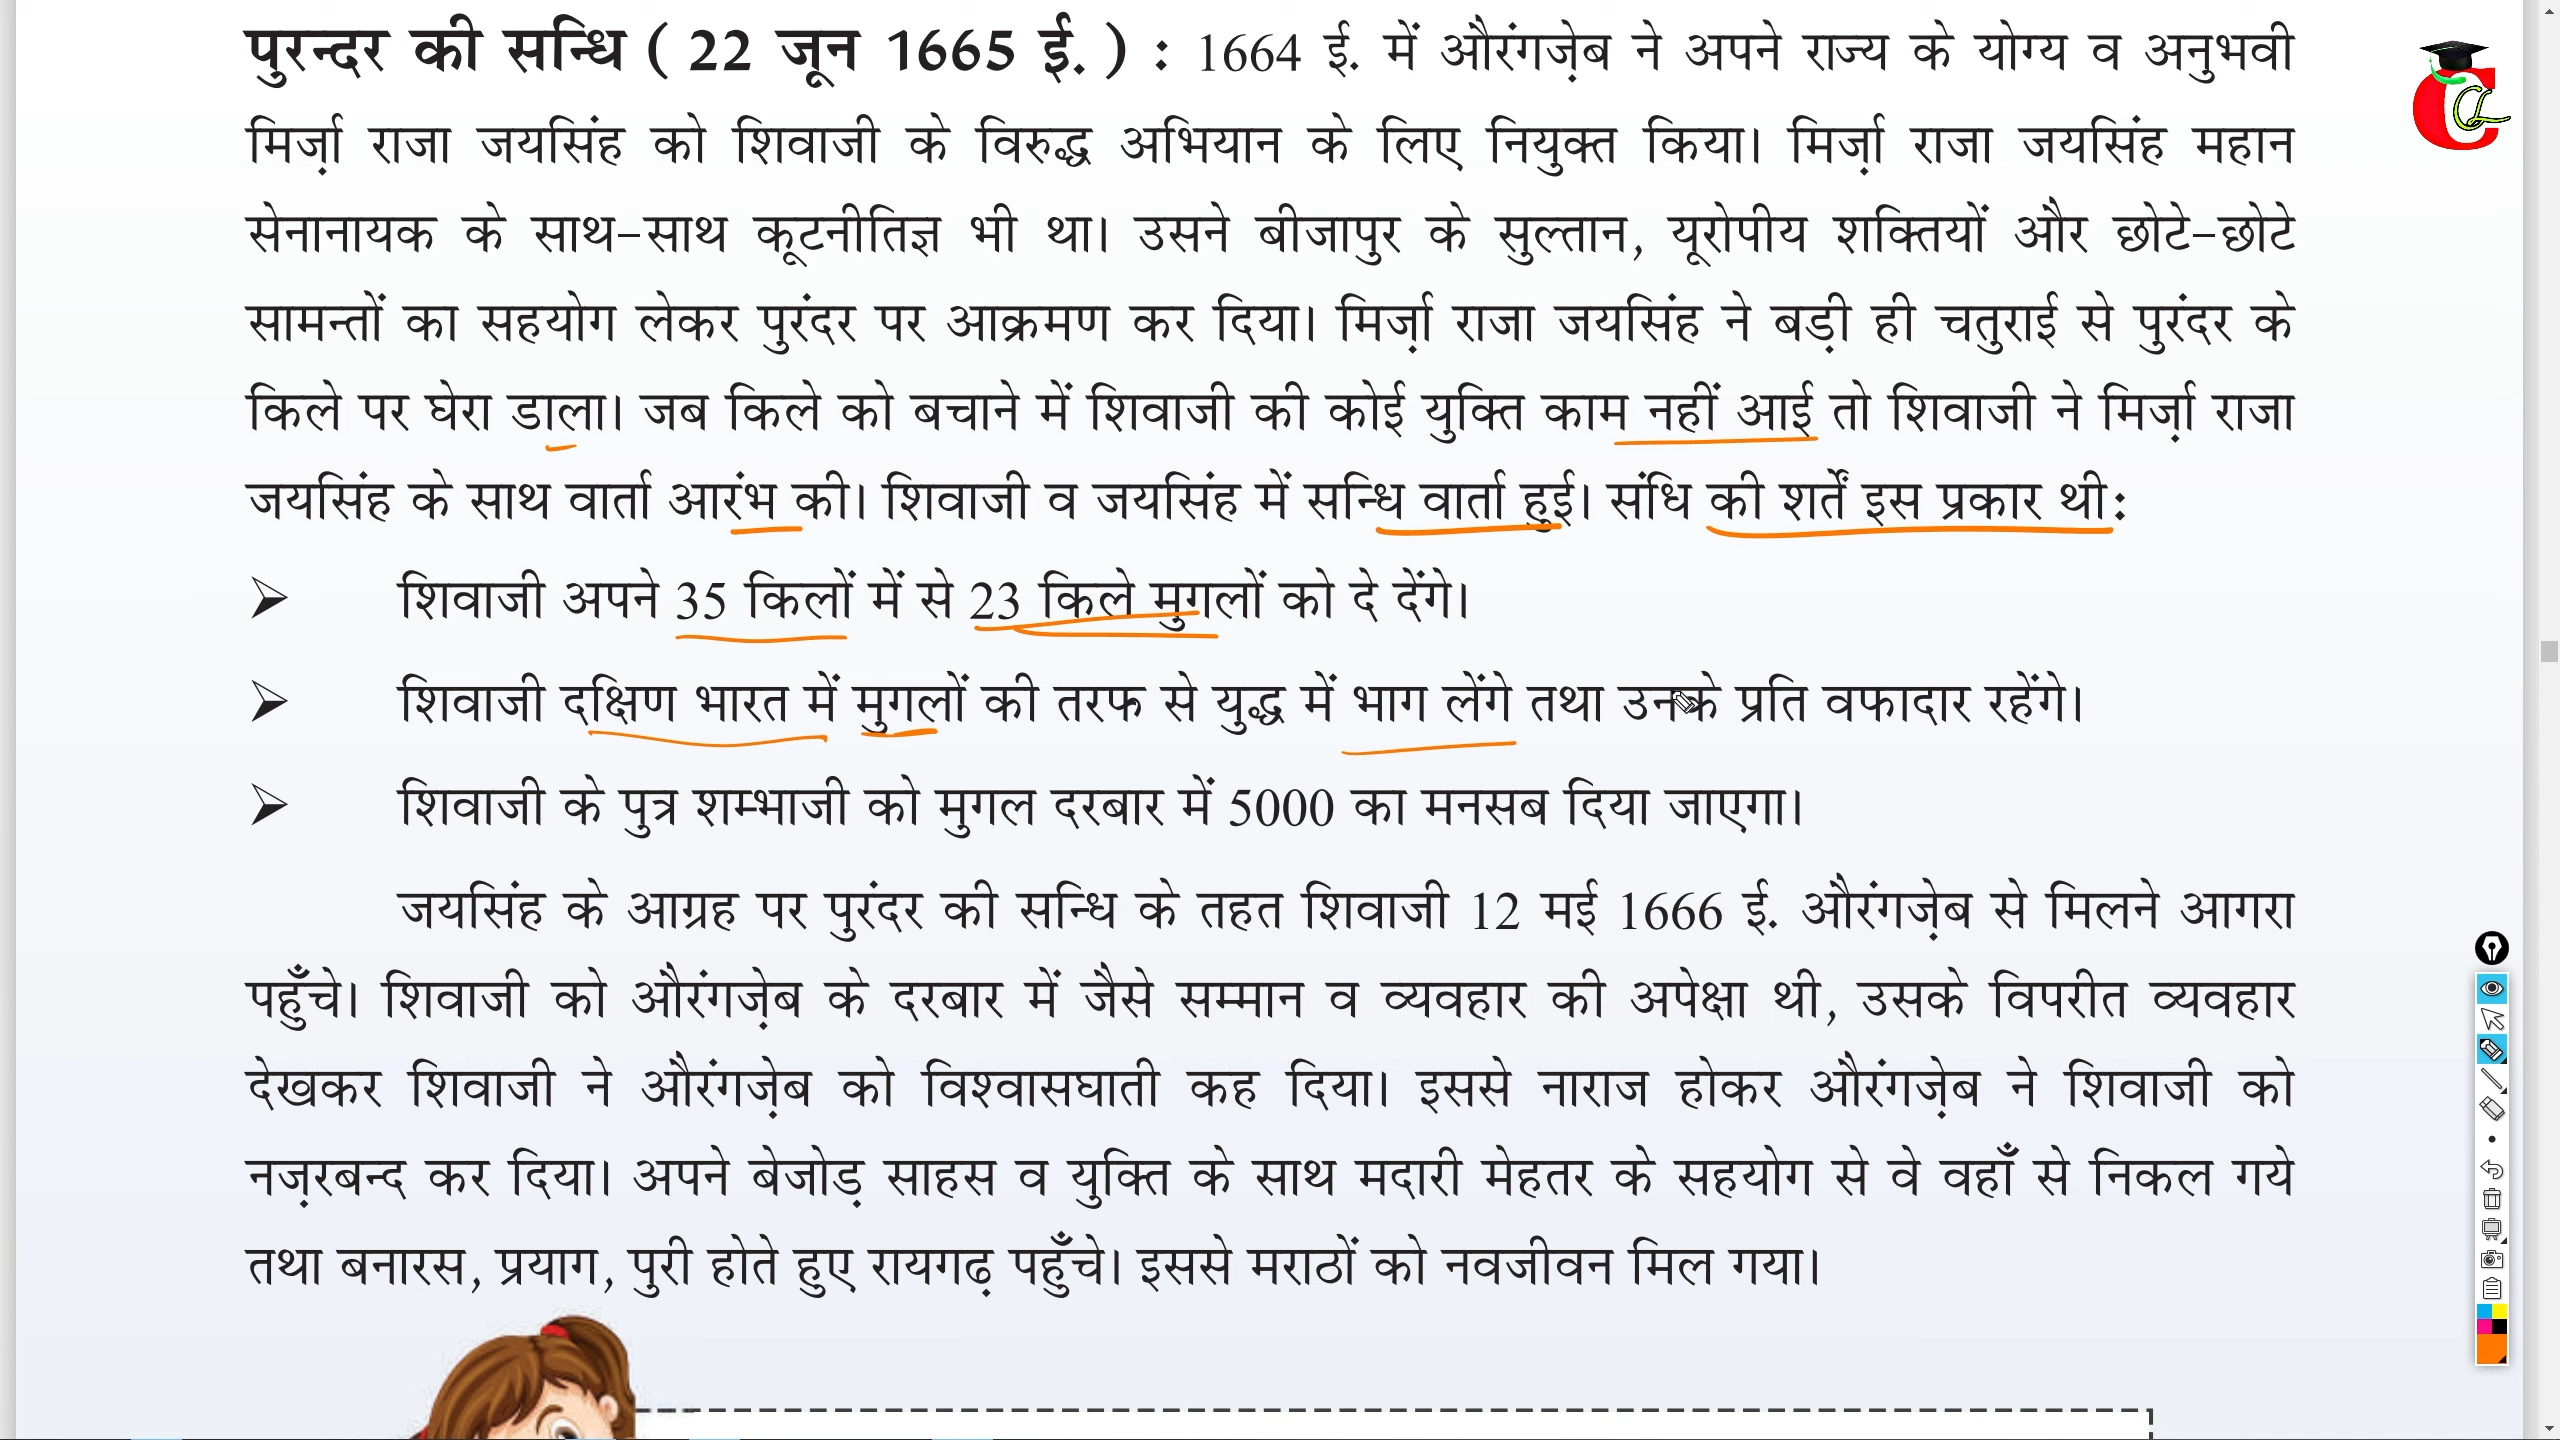 पुरन्दर की सन्धि ( 22 जून 1665 ई. ) : 1664 ई. में औरंगज़ेब ने अपने राज्य के योग्य व अनुभवी
मिर्ज़ा राजा जयसिंह को शिवाजी के विरुद्ध अभियान के लिए नियुक्त किया। मिर्ज़ा राजा जयसिंह महान
सेनानायक के साथ-साथ कूटनीतिज्ञ भी था। उसने बीजापुर के सुल्तान, यूरोपीय शक्तियों और छोटे-छोटे
सामन्तों का सहयोग लेकर पुरंदर पर आक्रमण कर दिया। मिर्ज़ा राजा जयसिंह ने बड़ी ही चतुराई से पुरंदर के
किले पर घेरा डाला। जब किले को बचाने में शिवाजी की कोई युक्ति काम नहीं आई तो शिवाजी ने मिर्ज़ा राजा
जयसिंह के साथ वार्ता आरंभ की। शिवाजी व जयसिंह में सन्धि वार्ता हुई। संधि की शर्तें इस प्रकार थी:
➢ शिवाजी अपने 35 किलों में से 23 किले मुगलों को दे देंगे।
➢ शिवाजी दक्षिण भारत में मुगलों की तरफ से युद्ध में भाग लेंगे तथा उनके प्रति वफादार रहेंगे।
➢ शिवाजी के पुत्र शम्भाजी को मुगल दरबार में 5000 का मनसब दिया जाएगा।
जयसिंह के आग्रह पर पुरंदर की सन्धि के तहत शिवाजी 12 मई 1666 ई. औरंगज़ेब से मिलने आगरा
पहुँचे। शिवाजी को औरंगज़ेब के दरबार में जैसे सम्मान व व्यवहार की अपेक्षा थी, उसके विपरीत व्यवहार
देखकर शिवाजी ने औरंगज़ेब को विश्वासघाती कह दिया। इससे नाराज होकर औरंगज़ेब ने शिवाजी को
नज़रबन्द कर दिया। अपने बेजोड़ साहस व युक्ति के साथ मदारी मेहतर के सहयोग से वे वहाँ से निकल गये
तथा बनारस, प्रयाग, पुरी होते हुए रायगढ़ पहुँचे। इससे मराठों को नवजीवन मिल गया।